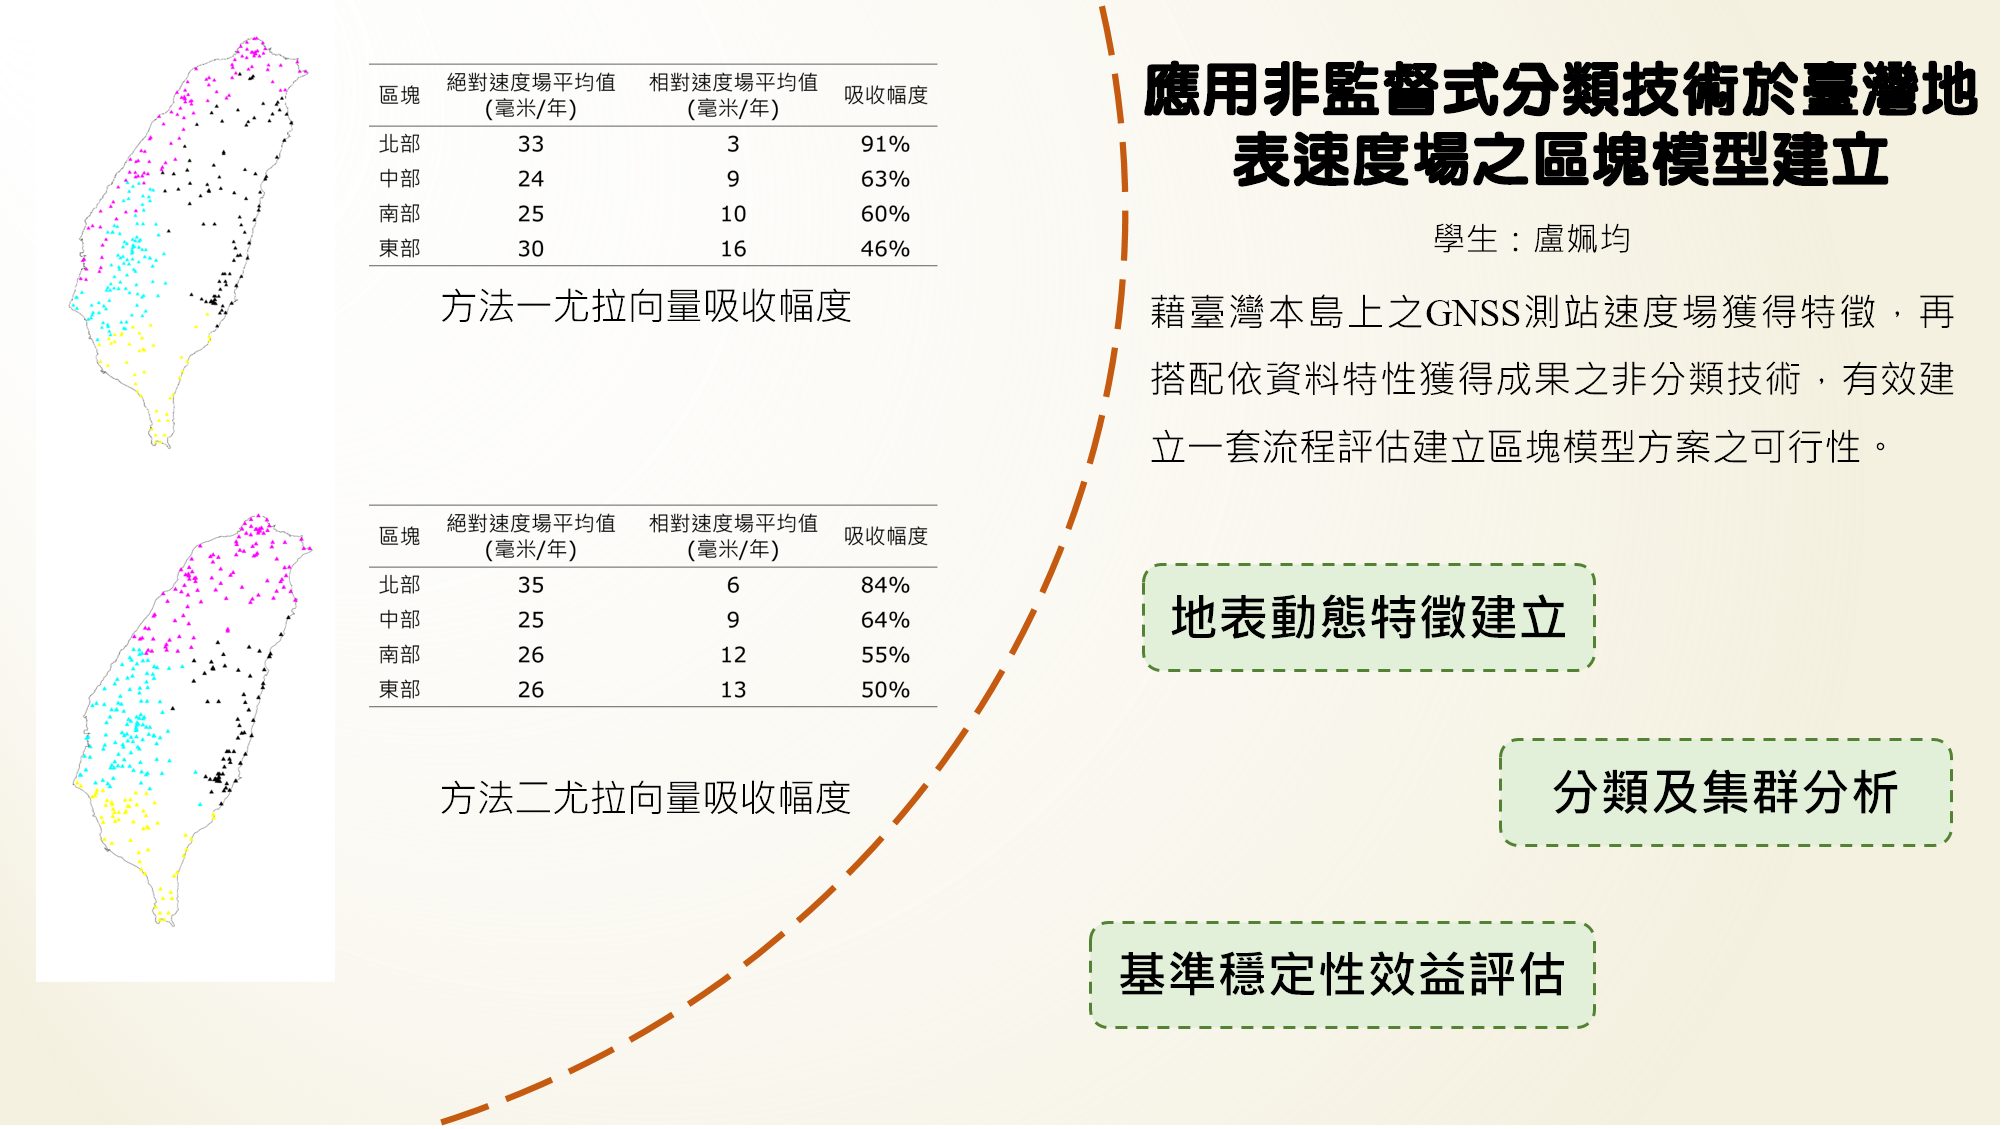 區塊 絕對速度場平均值 (毫米/年) 相對速度場平均值 (毫米/年) 吸收幅度
北部 33 3 91%
中部 24 9 63%
南部 25 10 60%
東部 30 16 46%
方法一尤拉向量吸收幅度
區塊 絕對速度場平均值 (毫米/年) 相對速度場平均值 (毫米/年) 吸收幅度
北部 35 6 84%
中部 25 9 64%
南部 26 12 55%
東部 26 13 50%
方法二尤拉向量吸收幅度
應用非監督式分類技術於臺灣地
表速度場之區塊模型建立
學生：盧姵均
藉臺灣本島上之GNSS測站速度場獲得特徵，再
搭配依資料特性獲得成果之非分類技術，有效建
立一套流程評估建立區塊模型方案之可行性。
地表動態特徵建立
分類及集群分析
基準穩定性效益評估